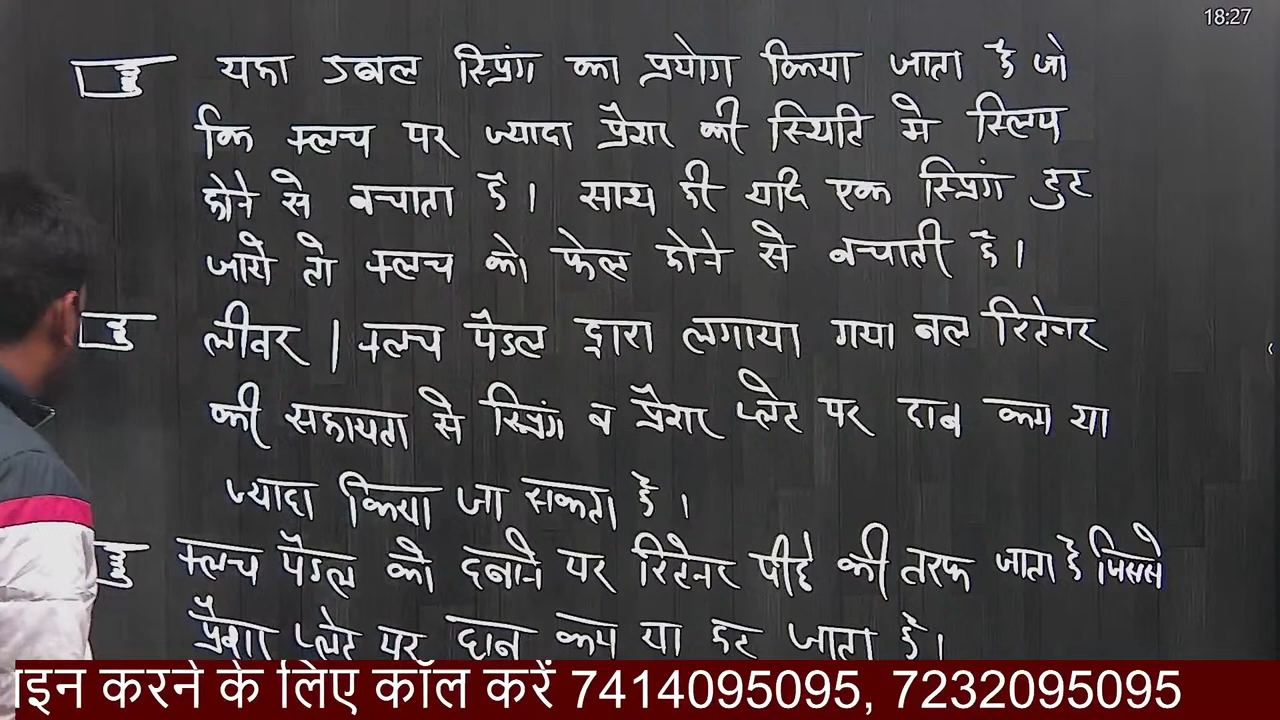 18:27
यहा डबल स्प्रिंग का प्रयोग किया जाता है जो
कि क्लच पर ज्यादा प्रैशर की स्थिति मे स्लिप
होने से बचाता है। साथ ही यदि एक स्प्रिंग टुट
जाये तो क्लच को फेल होने से बचाती है।
लीवर / क्लच पैडल द्वारा लगाया गया बल रिटेनर
की सहायता से स्प्रिंग व प्रैशर प्लेट पर दाब कम या
ज्यादा किया जा सकता है।
क्लच पैडल को दबाने पर रिटेनर पीछे की तरफ जाता है जिससे
प्रैशर प्लेट पर दाब कम या हट जाता है।
इन करने के लिए कॉल करें 7414095095, 7232095095